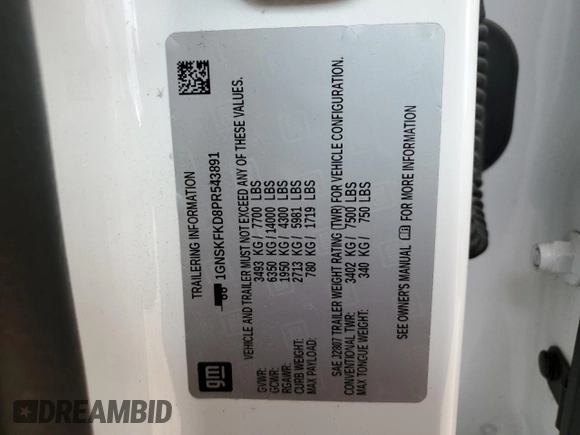 gm
TRAILERING INFORMATION
1GNSKFKD8PR543891
VEHICLE AND TRAILER MUST NOT EXCEED ANY OF THESE VALUES.
GVWR: 3493 KG / 7700 LBS
GCWR: 6350 KG / 14000 LBS
RGAWR: 1950 KG / 4300 LBS
CURB WEIGHT: 2713 KG / 5981 LBS
MAX PAYLOAD: 780 KG / 1719 LBS
SAE J2807 TRAILER WEIGHT RATING (TWR) FOR VEHICLE CONFIGURATION.
CONVENTIONAL TWR: 3402 KG / 7500 LBS
MAX TONGUE WEIGHT: 340 KG / 750 LBS
SEE OWNER'S MANUAL FOR MORE INFORMATION
DREAMBID